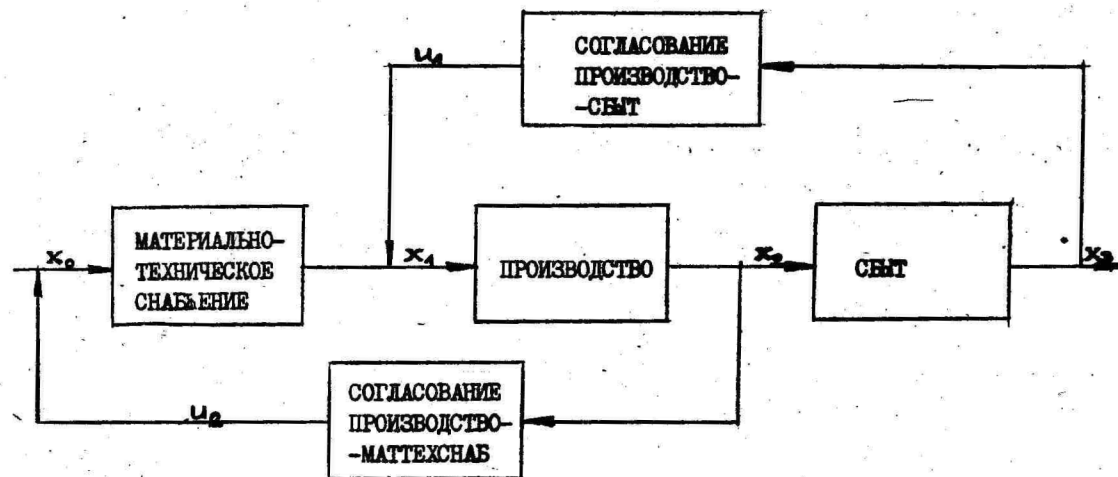 u₁
СОГЛАСОВАНИЕ
ПРОИЗВОДСТВО-
-СБЫТ
x₀
МАТЕРИАЛЬНО-
ТЕХНИЧЕСКОЕ
СНАБЖЕНИЕ
x₁
ПРОИЗВОДСТВО
x₂
СБЫТ
x₃
u₂
СОГЛАСОВАНИЕ
ПРОИЗВОДСТВО-
-МАТТЕХСНАБ